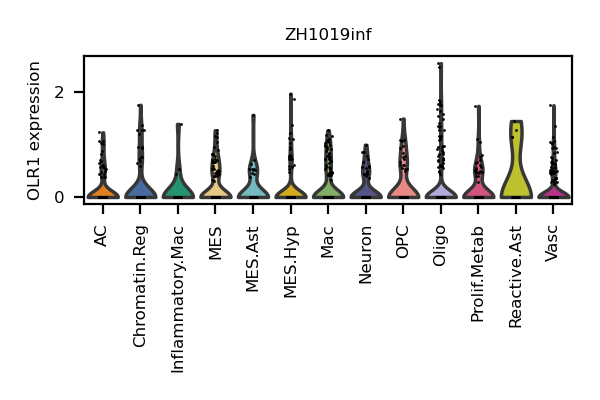 ZH1019inf
OLR1 expression
2
0
AC
Chromatin.Reg
Inflammatory.Mac
MES
MES.Ast
MES.Hyp
Mac
Neuron
OPC
Oligo
Prolif.Metab
Reactive.Ast
Vasc